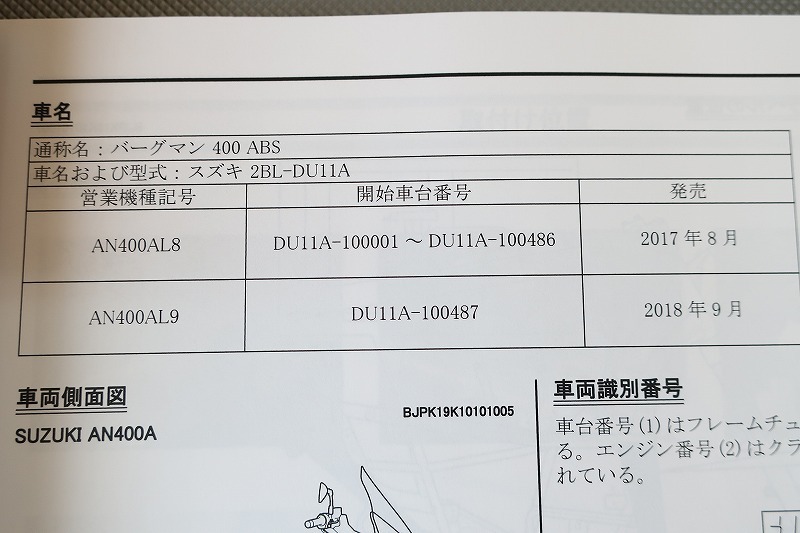 車名
通称名：バーグマン 400 ABS
車名および型式：スズキ 2BL-DU11A
営業機種記号 開始車台番号 発売
AN400AL8 DU11A-100001 〜 DU11A-100486 2017 年 8 月
AN400AL9 DU11A-100487 2018 年 9 月
車両側面図
BJPK19K10101005
SUZUKI AN400A
車両識別番号
車台番号(1)はフレームチュ
る。エンジン番号(2)はクラ
れている。